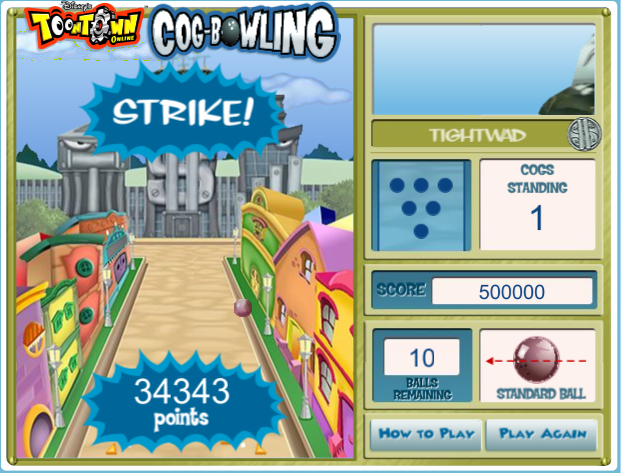 Disney's
TOONTOWN
ONLINE
COG-BOWLING
STRIKE!
34343
points
TIGHTWAD
COGS
STANDING
1
SCORE
500000
10
BALLS
REMAINING
STANDARD BALL
HOW TO PLAY
PLAY AGAIN